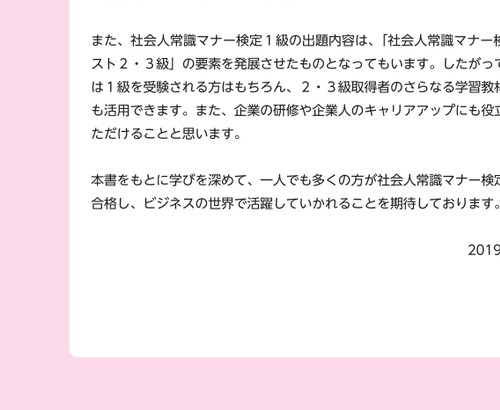 また、社会人常識マナー検定１級の出題内容は、「社会人常識マナー検
スト２・３級」の要素を発展させたものとなってもいます。したがって
は１級を受験される方はもちろん、２・３級取得者のさらなる学習教材
も活用できます。また、企業の研修や企業人のキャリアアップにも役立
ただけることと思います。
本書をもとに学びを深めて、一人でも多くの方が社会人常識マナー検定
合格し、ビジネスの世界で活躍していかれることを期待しております。
2019